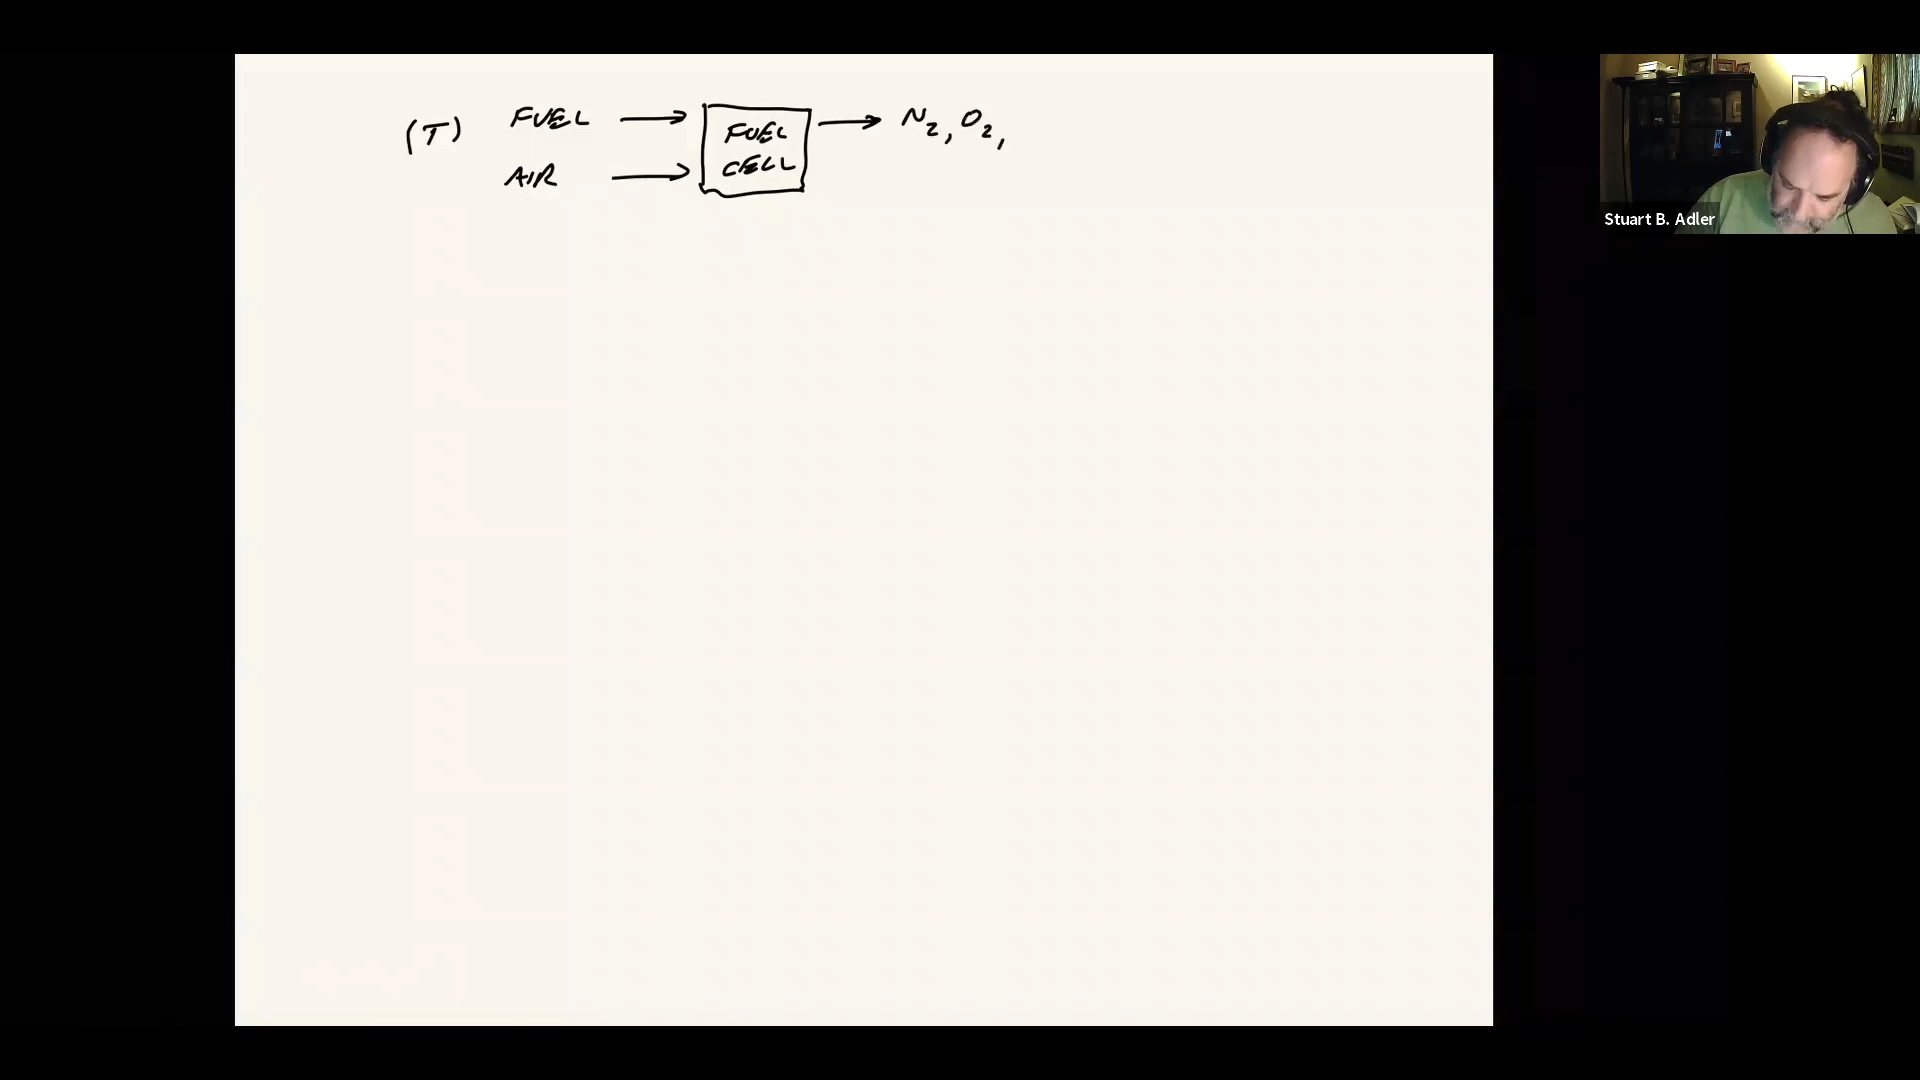 (T) FUEL → FUEL → N₂, O₂,
AIR → CELL
Stuart B. Adler